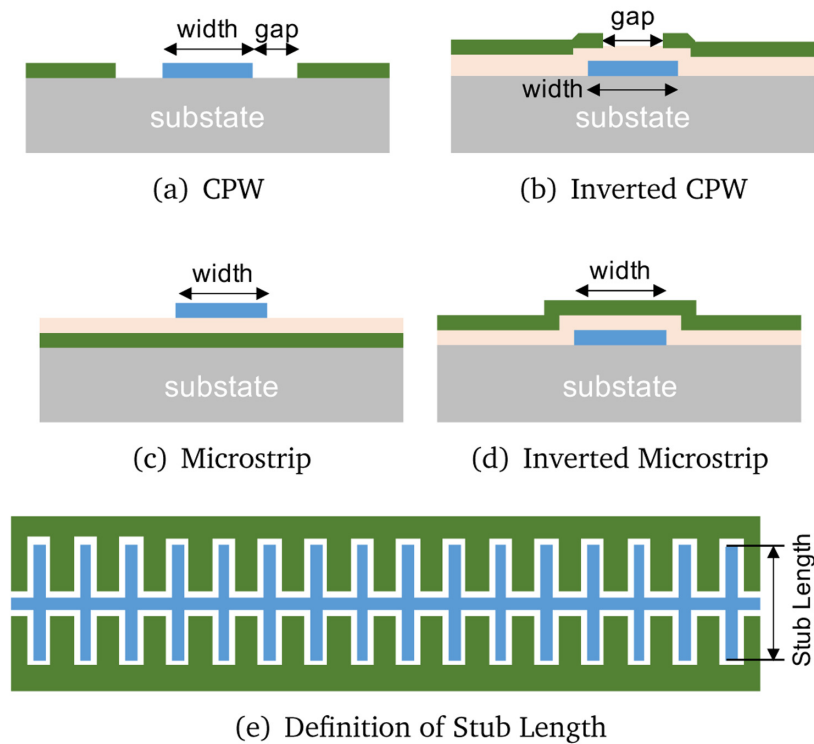 width
gap
substate
(a) CPW
gap
width
substate
(b) Inverted CPW
width
substate
(c) Microstrip
width
substate
(d) Inverted Microstrip
Stub Length
(e) Definition of Stub Length